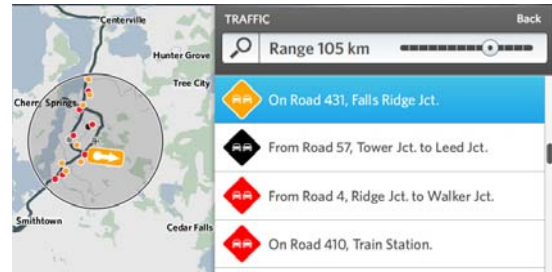 Centerville
Hunter Grove
Tree City
Cherry Springs
Smithtown
Cedar Falls
TRAFFIC
Back
Range 105 km
On Road 431, Falls Ridge Jct.
From Road 57, Tower Jct. to Leed Jct.
From Road 4, Ridge Jct. to Walker Jct.
On Road 410, Train Station.